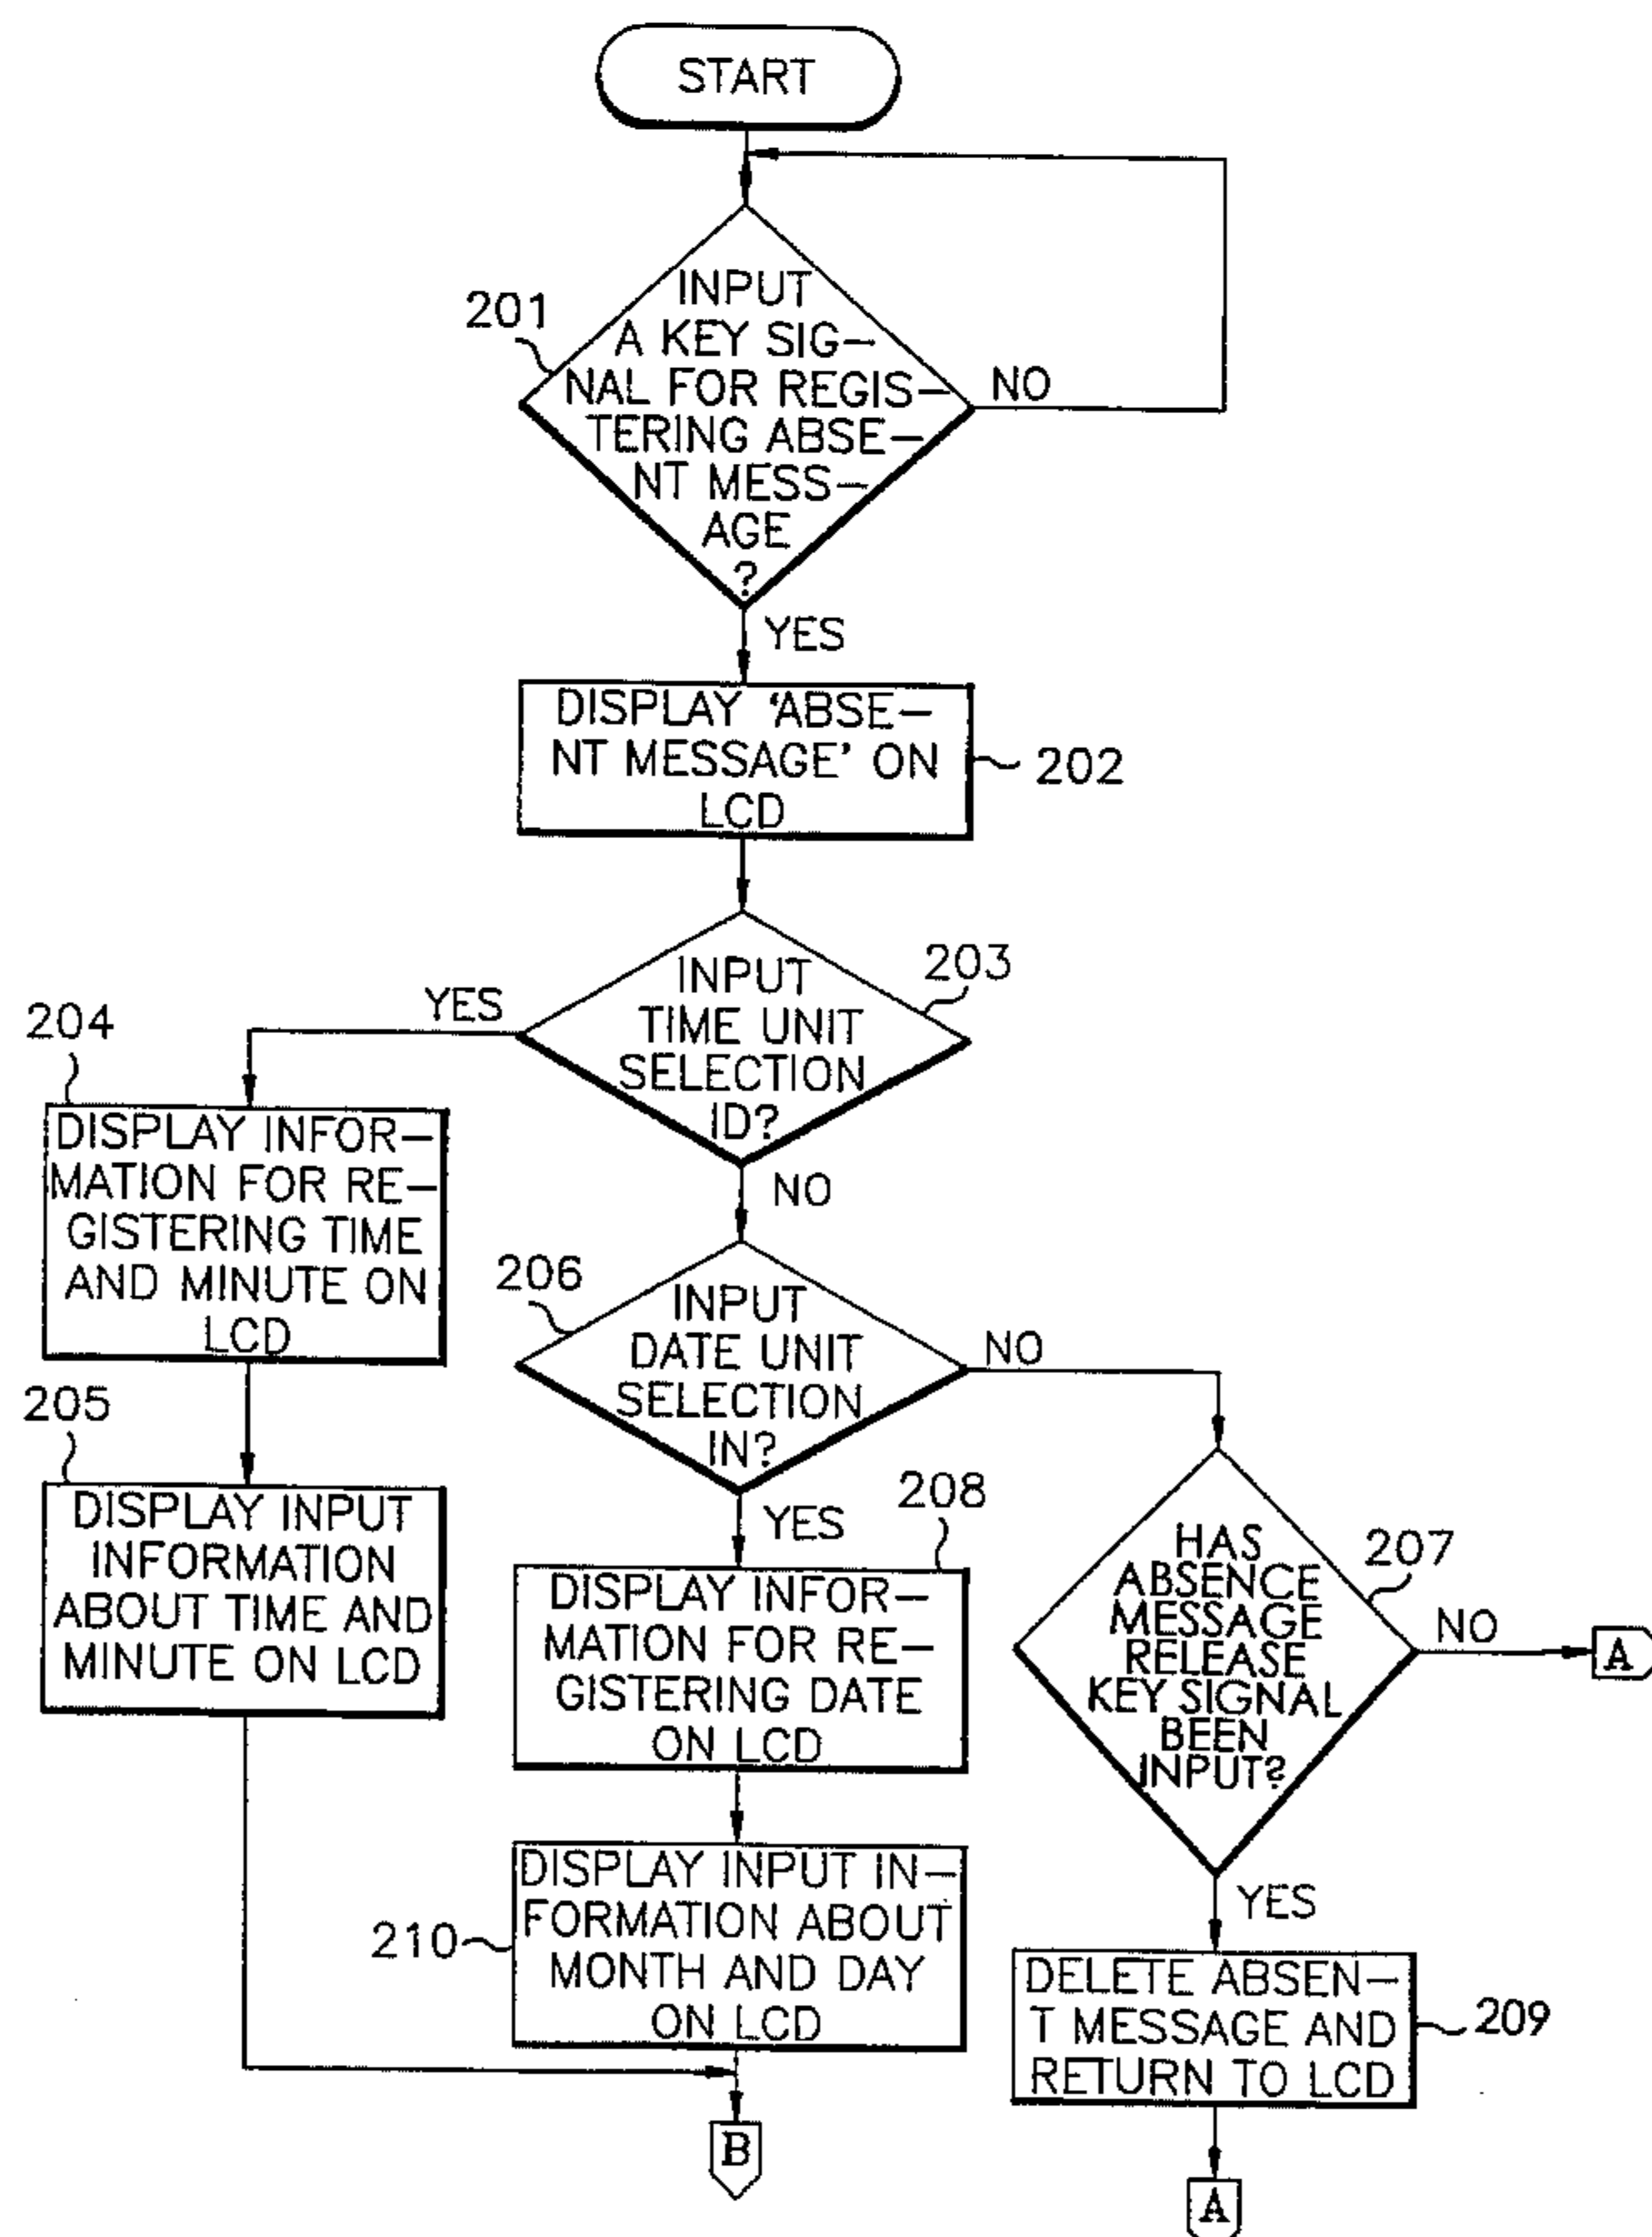 START
201
INPUT
A KEY SIG-
NAL FOR REGIS-
TERING ABSE-
NT MESS-
AGE
?
NO
YES
DISPLAY 'ABSE-
NT MESSAGE' ON
LCD
202
203
INPUT
TIME UNIT
SELECTION
ID?
YES
NO
204
DISPLAY INFOR-
MATION FOR RE-
GISTERING TIME
AND MINUTE ON
LCD
205
DISPLAY INPUT
INFORMATION
ABOUT TIME AND
MINUTE ON LCD
206
INPUT
DATE UNIT
SELECTION
IN?
NO
YES
208
DISPLAY INFOR-
MATION FOR RE-
GISTERING DATE
ON LCD
207
HAS
ABSENCE
MESSAGE
RELEASE
KEY SIGNAL
BEEN
INPUT?
NO
A
YES
210
DISPLAY INPUT IN-
FORMATION ABOUT
MONTH AND DAY
ON LCD
B
DELETE ABSEN-
T MESSAGE AND
RETURN TO LCD
209
A